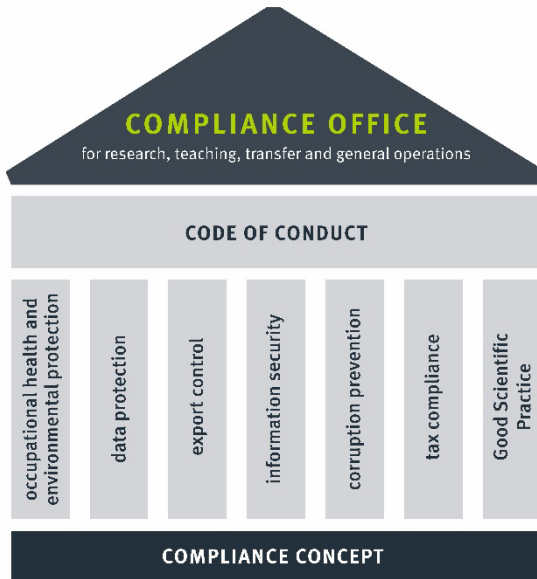 COMPLIANCE OFFICE
for research, teaching, transfer and general operations
CODE OF CONDUCT
occupational health and
environmental protection
data protection
export control
information security
corruption prevention
tax compliance
Good Scientific
Practice
COMPLIANCE CONCEPT